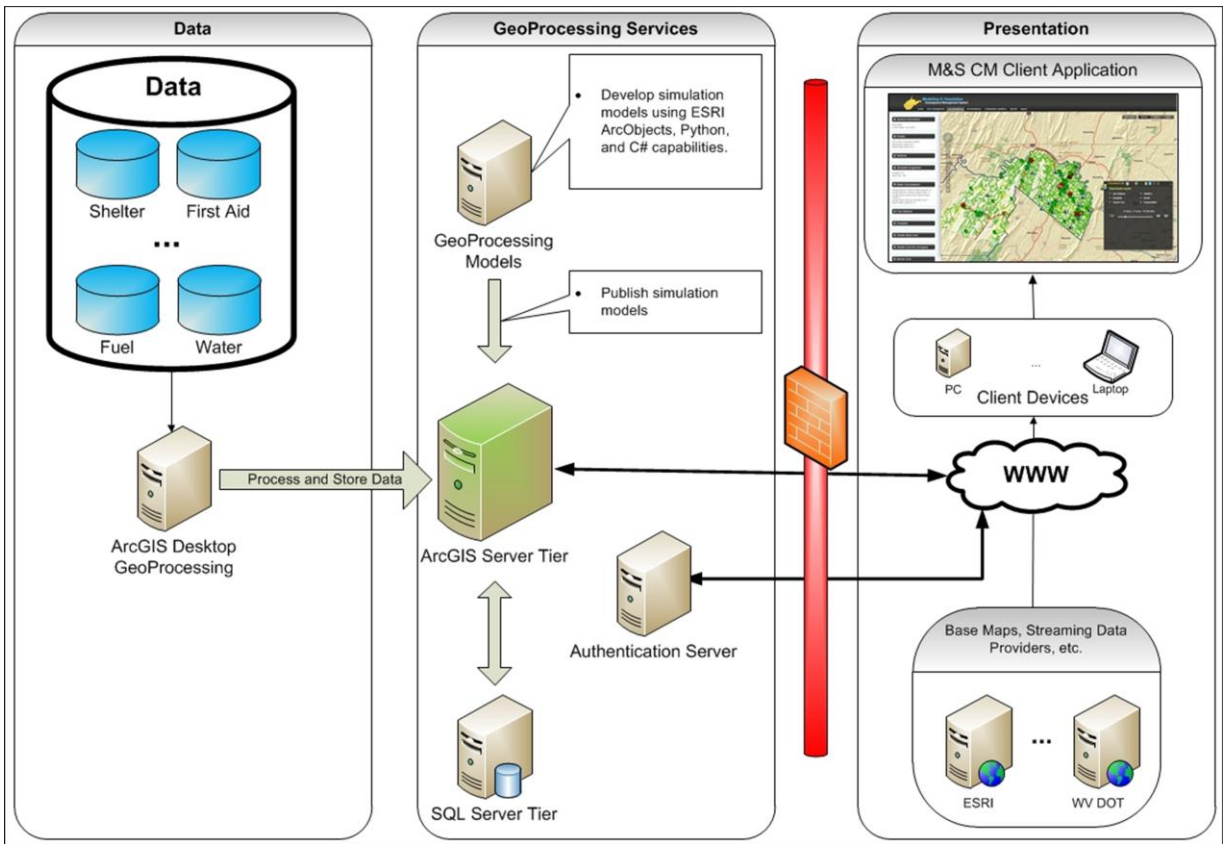 Data
Data
Shelter
First Aid
...
Fuel
Water
ArcGIS Desktop
GeoProcessing
Process and Store Data
GeoProcessing Services
• Develop simulation
models using ESRI
ArcObjects, Python,
and C# capabilities.
GeoProcessing
Models
• Publish simulation
models
ArcGIS Server Tier
Authentication Server
SQL Server Tier
Presentation
M&S CM Client Application
PC
...
Laptop
Client Devices
WWW
Base Maps, Streaming Data
Providers, etc.
...
ESRI
WV DOT